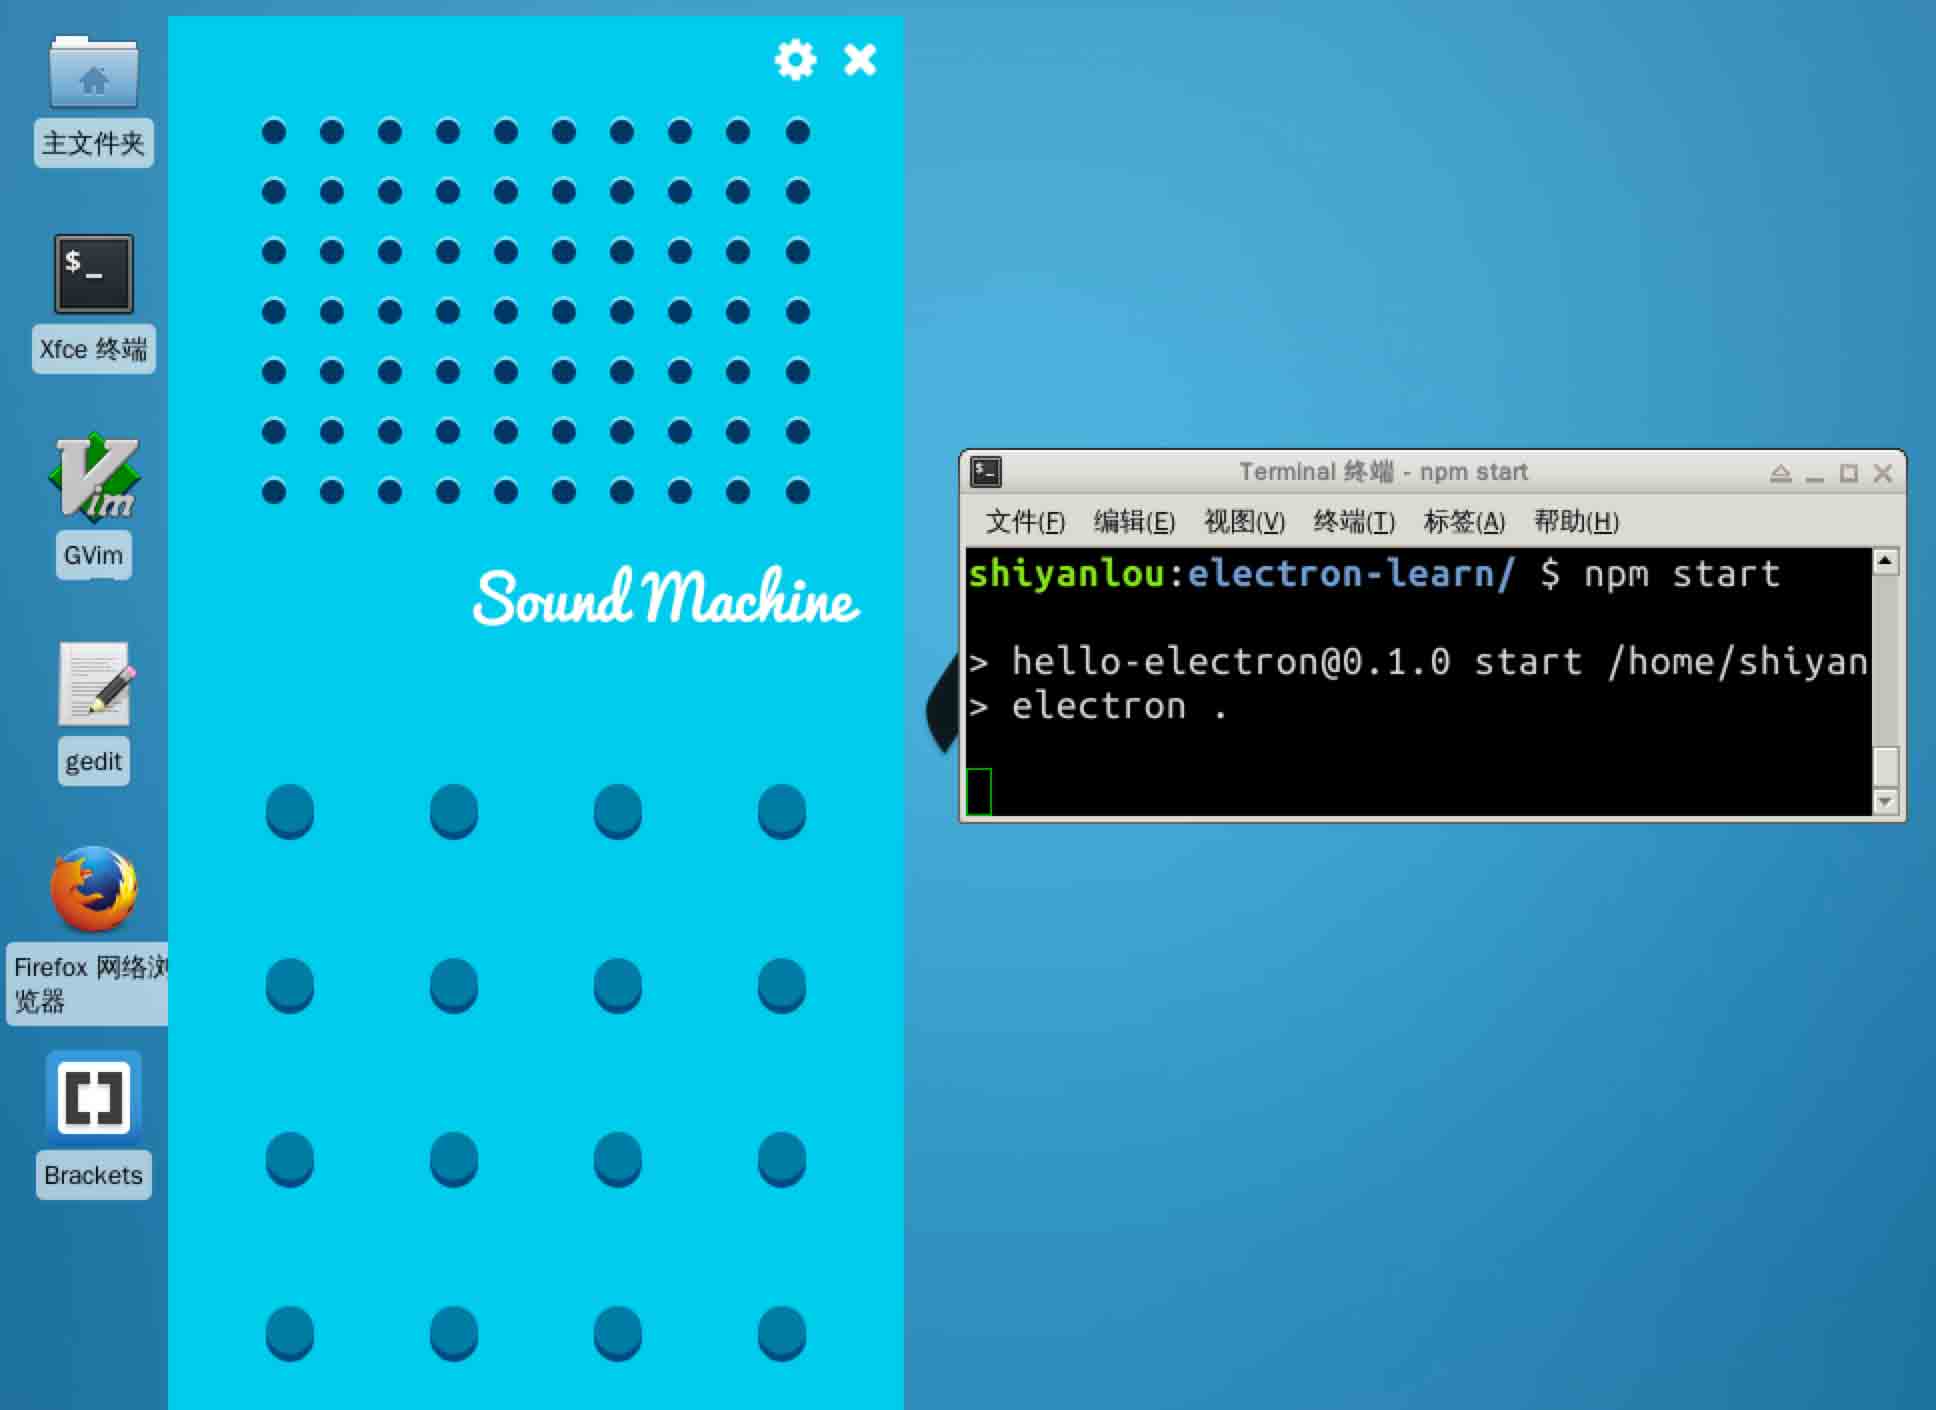 主文件夹
$_
Xfce 终端
Vim
GVim
gedit
Firefox 网络浏
览器
Brackets
Sound Machine
Terminal 终端 - npm start
文件(F) 编辑(E) 视图(V) 终端(T) 标签(A) 帮助(H)
shiyanlou:electron-learn/ $ npm start
> hello-electron@0.1.0 start /home/shiyan
> electron .